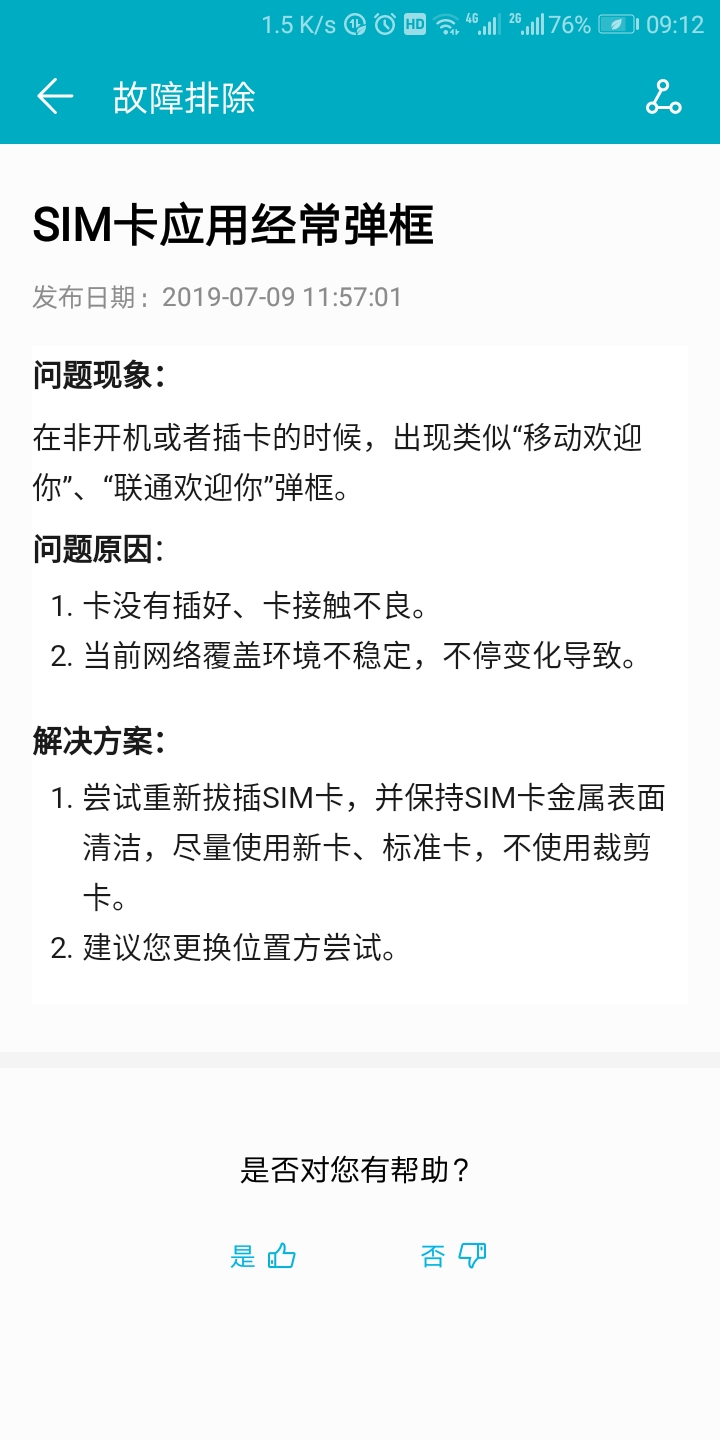 1.5 K/s HD 4G 2G 76% 09:12
故障排除
SIM卡应用经常弹框
发布日期：2019-07-09 11:57:01
问题现象：
在非开机或者插卡的时候，出现类似“移动欢迎
你”、“联通欢迎你”弹框。
问题原因：
1. 卡没有插好、卡接触不良。
2. 当前网络覆盖环境不稳定，不停变化导致。
解决方案：
1. 尝试重新拔插SIM卡，并保持SIM卡金属表面
清洁，尽量使用新卡、标准卡，不使用裁剪
卡。
2. 建议您更换位置方尝试。
是否对您有帮助？
是 否